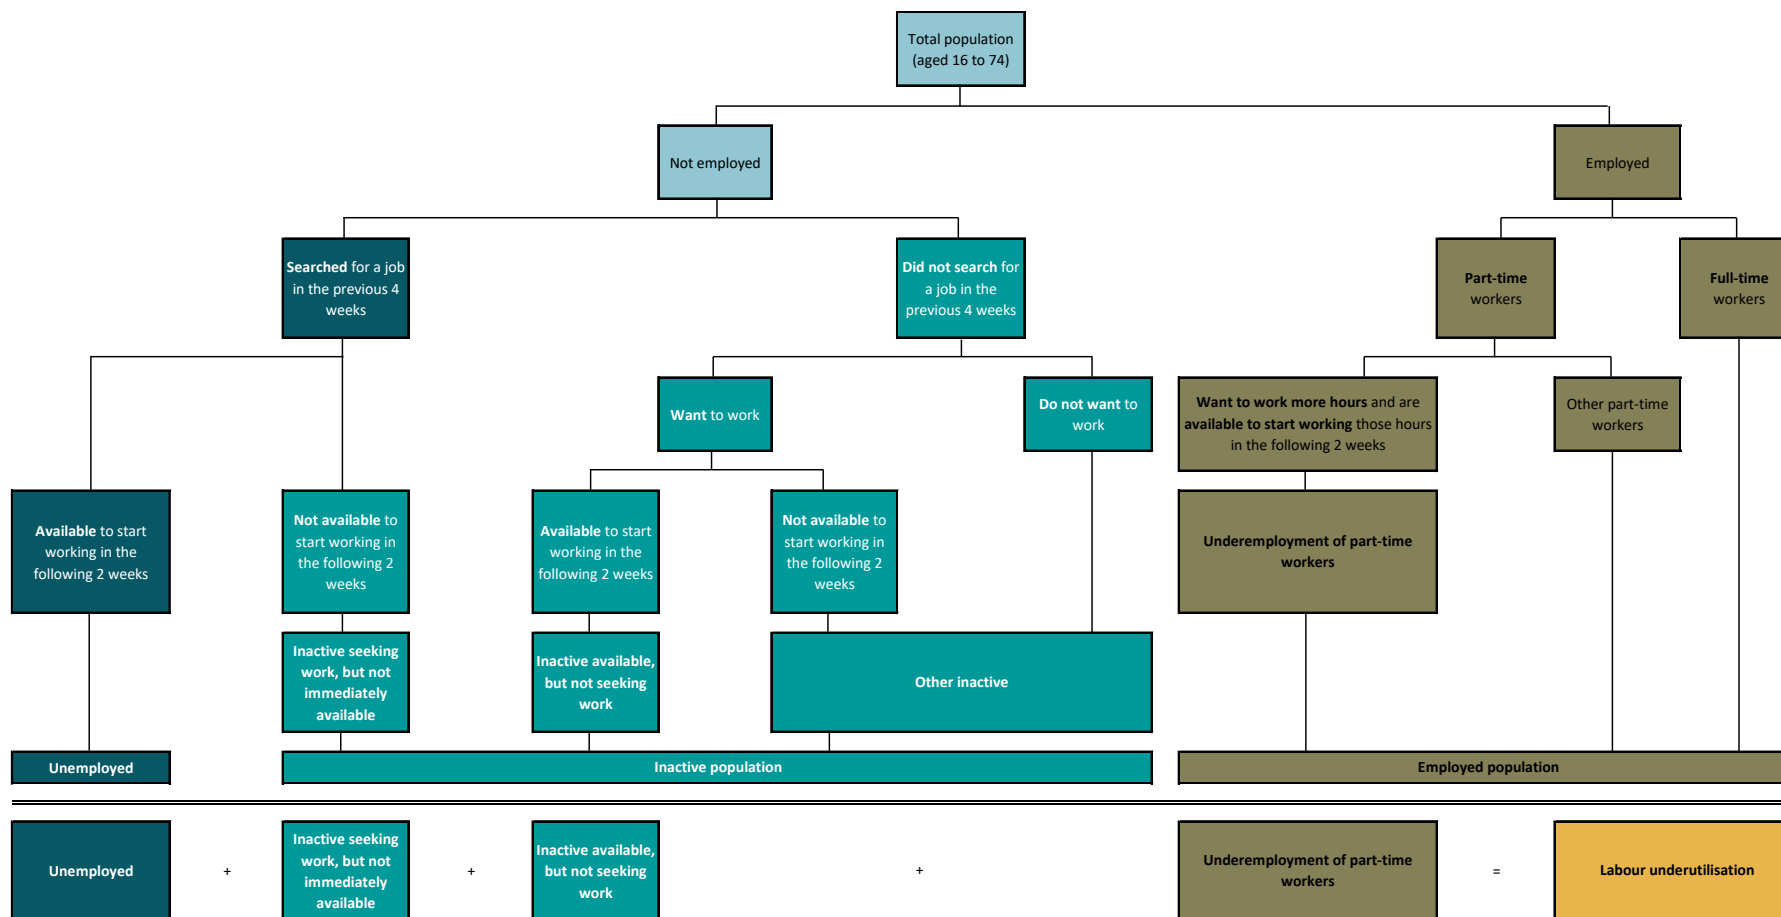 Total population
(aged 16 to 74)
Not employed
Employed
Searched for a job
in the previous 4
weeks
Did not search for
a job in the
previous 4 weeks
Part-time
workers
Full-time
workers
Want to work
Do not want to
work
Want to work more hours and are
available to start working those hours
in the following 2 weeks
Other part-time
workers
Available to start
working in the
following 2 weeks
Not available to
start working in
the following 2
weeks
Available to start
working in the
following 2 weeks
Not available to
start working in
the following 2
weeks
Underemployment of part-time
workers
Inactive seeking
work, but not
immediately
available
Inactive available,
but not seeking
work
Other inactive
Unemployed
Inactive population
Employed population
Unemployed
+
Inactive seeking
work, but not
immediately
available
+
Inactive available,
but not seeking
work
+
Underemployment of part-time
workers
=
Labour underutilisation